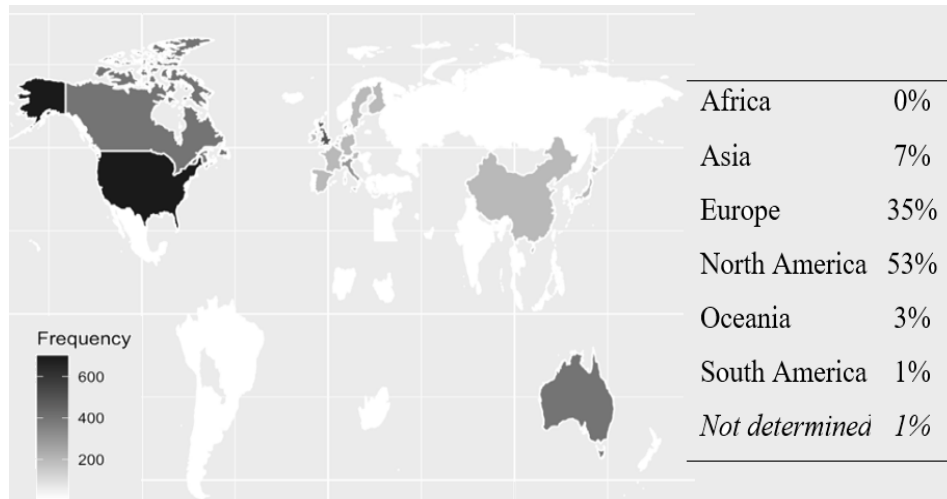 Frequency
600
400
200
Africa 0%
Asia 7%
Europe 35%
North America 53%
Oceania 3%
South America 1%
Not determined 1%